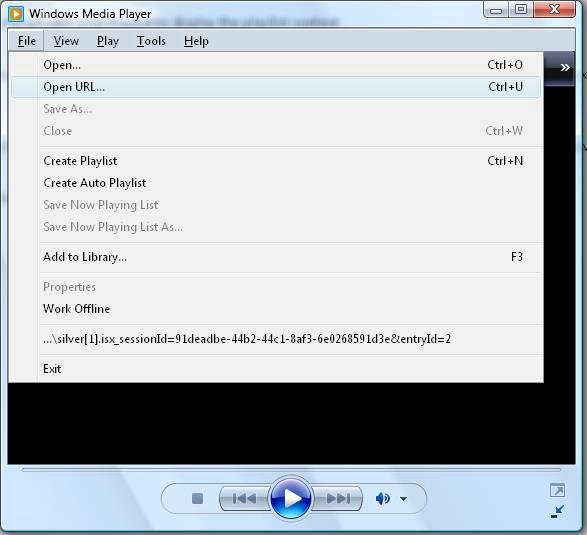 Windows Media Player
File View Play Tools Help
Open... Ctrl+O
Open URL... Ctrl+U
Save As...
Close Ctrl+W
Create Playlist Ctrl+N
Create Auto Playlist
Save Now Playing List
Save Now Playing List As...
Add to Library... F3
Properties
Work Offline
...\silver[1].isx_sessionId=91deadbe-44b2-44c1-8af3-6e0268591d3e&entryId=2
Exit